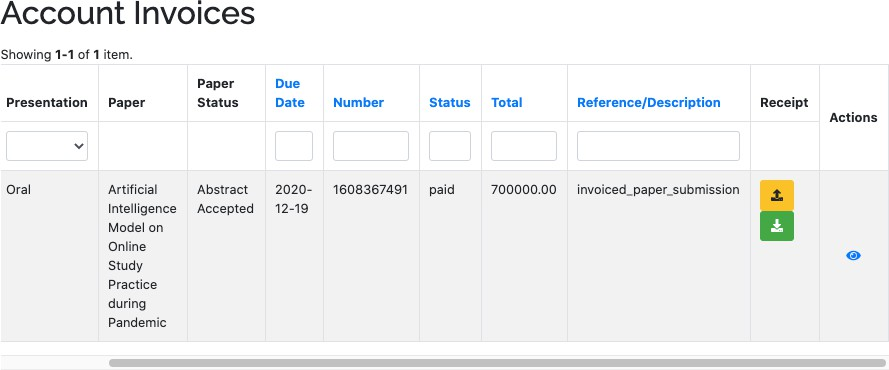 Account Invoices
Showing 1-1 of 1 item.
Presentation Paper Paper Status Due Date Number Status Total Reference/Description Receipt Actions
Oral Artificial Intelligence Model on Online Study Practice during Pandemic Abstract Accepted 2020-12-19 1608367491 paid 700000.00 invoiced_paper_submission